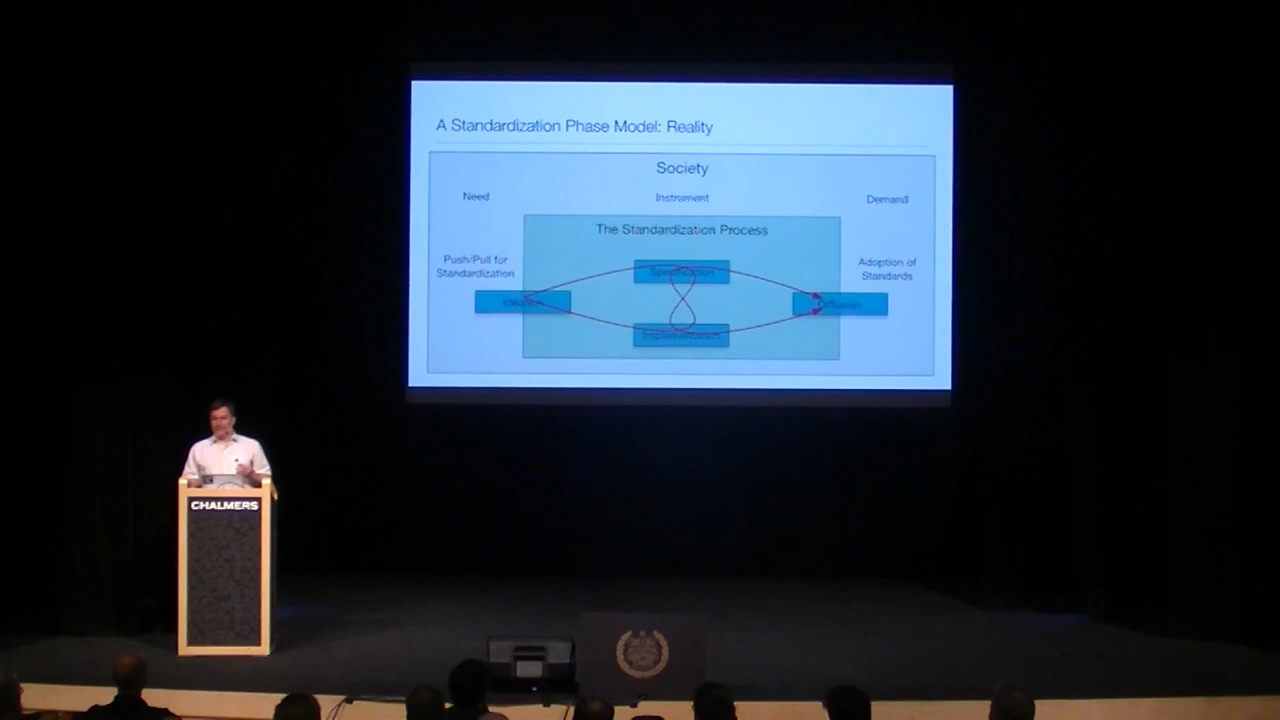 A Standardization Phase Model: Reality
Society
Need
Instrument
Demand
The Standardization Process
Push/Pull for
Standardization
Specification
Adoption of
Standards
Ideation
Diffusion
Implementation
CHALMERS